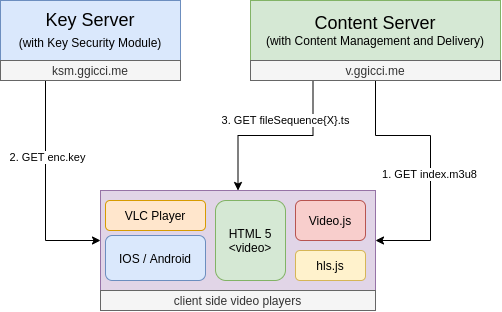 Key Server
(with Key Security Module)
ksm.ggicci.me
Content Server
(with Content Management and Delivery)
v.ggicci.me
3. GET fileSequence{X}.ts
2. GET enc.key
1. GET index.m3u8
VLC Player
IOS / Android
HTML 5
<video>
Video.js
hls.js
client side video players